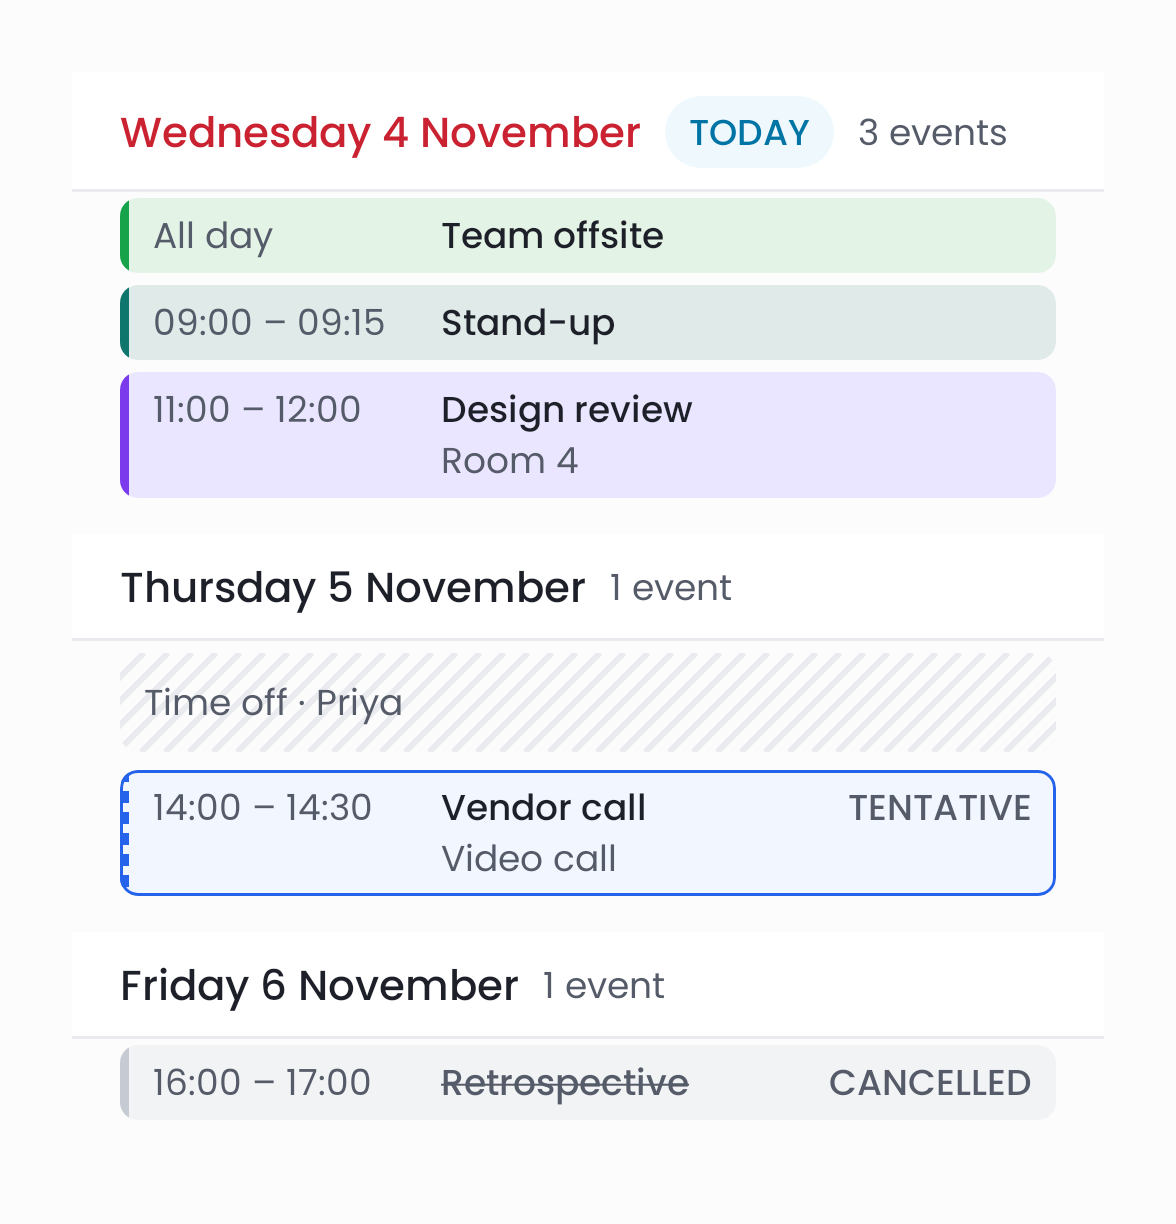 Wednesday 4 November TODAY 3 events
All day Team offsite
09:00 – 09:15 Stand-up
11:00 – 12:00 Design review
Room 4
Thursday 5 November 1 event
Time off · Priya
14:00 – 14:30 Vendor call TENTATIVE
Video call
Friday 6 November 1 event
16:00 – 17:00 Retrospective CANCELLED